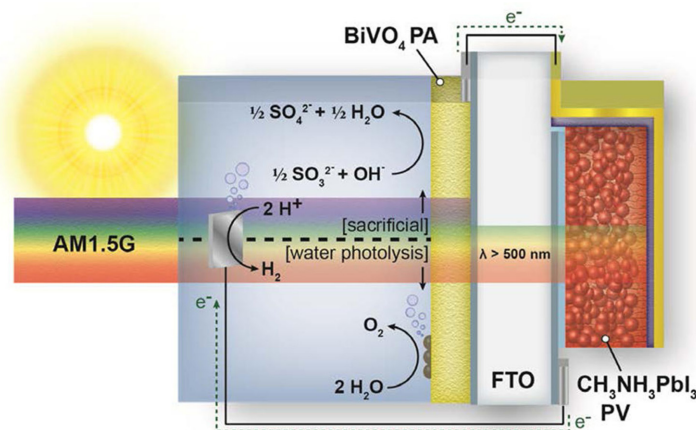 e⁻
BiVO₄ PA
½ SO₄²⁻ + ½ H₂O
½ SO₃²⁻ + OH⁻
2 H⁺
[sacrificial]
AM1.5G
[water photolysis]
λ > 500 nm
H₂
e⁻
O₂
2 H₂O
FTO
CH₃NH₃PbI₃
PV
e⁻